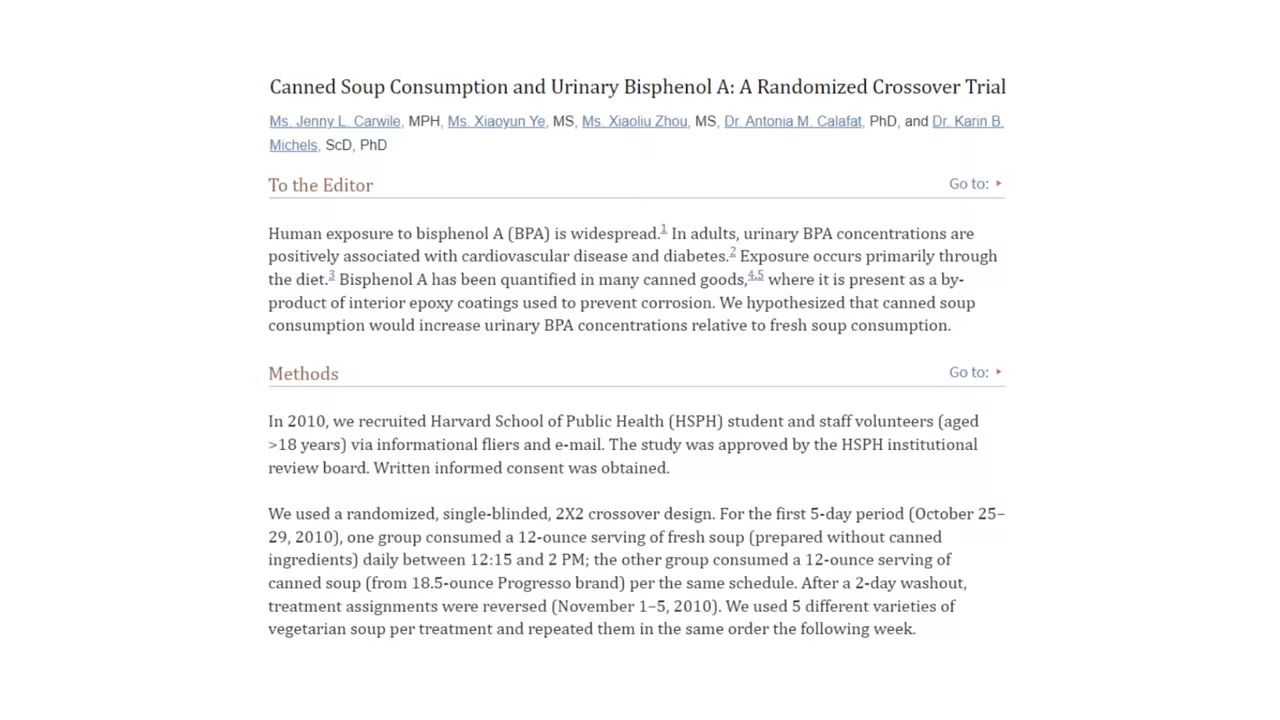 Canned Soup Consumption and Urinary Bisphenol A: A Randomized Crossover Trial
Ms. Jenny L. Carwile, MPH, Ms. Xiaoyun Ye, MS, Ms. Xiaoliu Zhou, MS, Dr. Antonia M. Calafat, PhD, and Dr. Karin B.
Michels, ScD, PhD
To the Editor Go to: ▸
Human exposure to bisphenol A (BPA) is widespread.1 In adults, urinary BPA concentrations are
positively associated with cardiovascular disease and diabetes.2 Exposure occurs primarily through
the diet.3 Bisphenol A has been quantified in many canned goods,4,5 where it is present as a by-
product of interior epoxy coatings used to prevent corrosion. We hypothesized that canned soup
consumption would increase urinary BPA concentrations relative to fresh soup consumption.
Methods Go to: ▸
In 2010, we recruited Harvard School of Public Health (HSPH) student and staff volunteers (aged
>18 years) via informational fliers and e-mail. The study was approved by the HSPH institutional
review board. Written informed consent was obtained.
We used a randomized, single-blinded, 2X2 crossover design. For the first 5-day period (October 25–
29, 2010), one group consumed a 12-ounce serving of fresh soup (prepared without canned
ingredients) daily between 12:15 and 2 PM; the other group consumed a 12-ounce serving of
canned soup (from 18.5-ounce Progresso brand) per the same schedule. After a 2-day washout,
treatment assignments were reversed (November 1–5, 2010). We used 5 different varieties of
vegetarian soup per treatment and repeated them in the same order the following week.